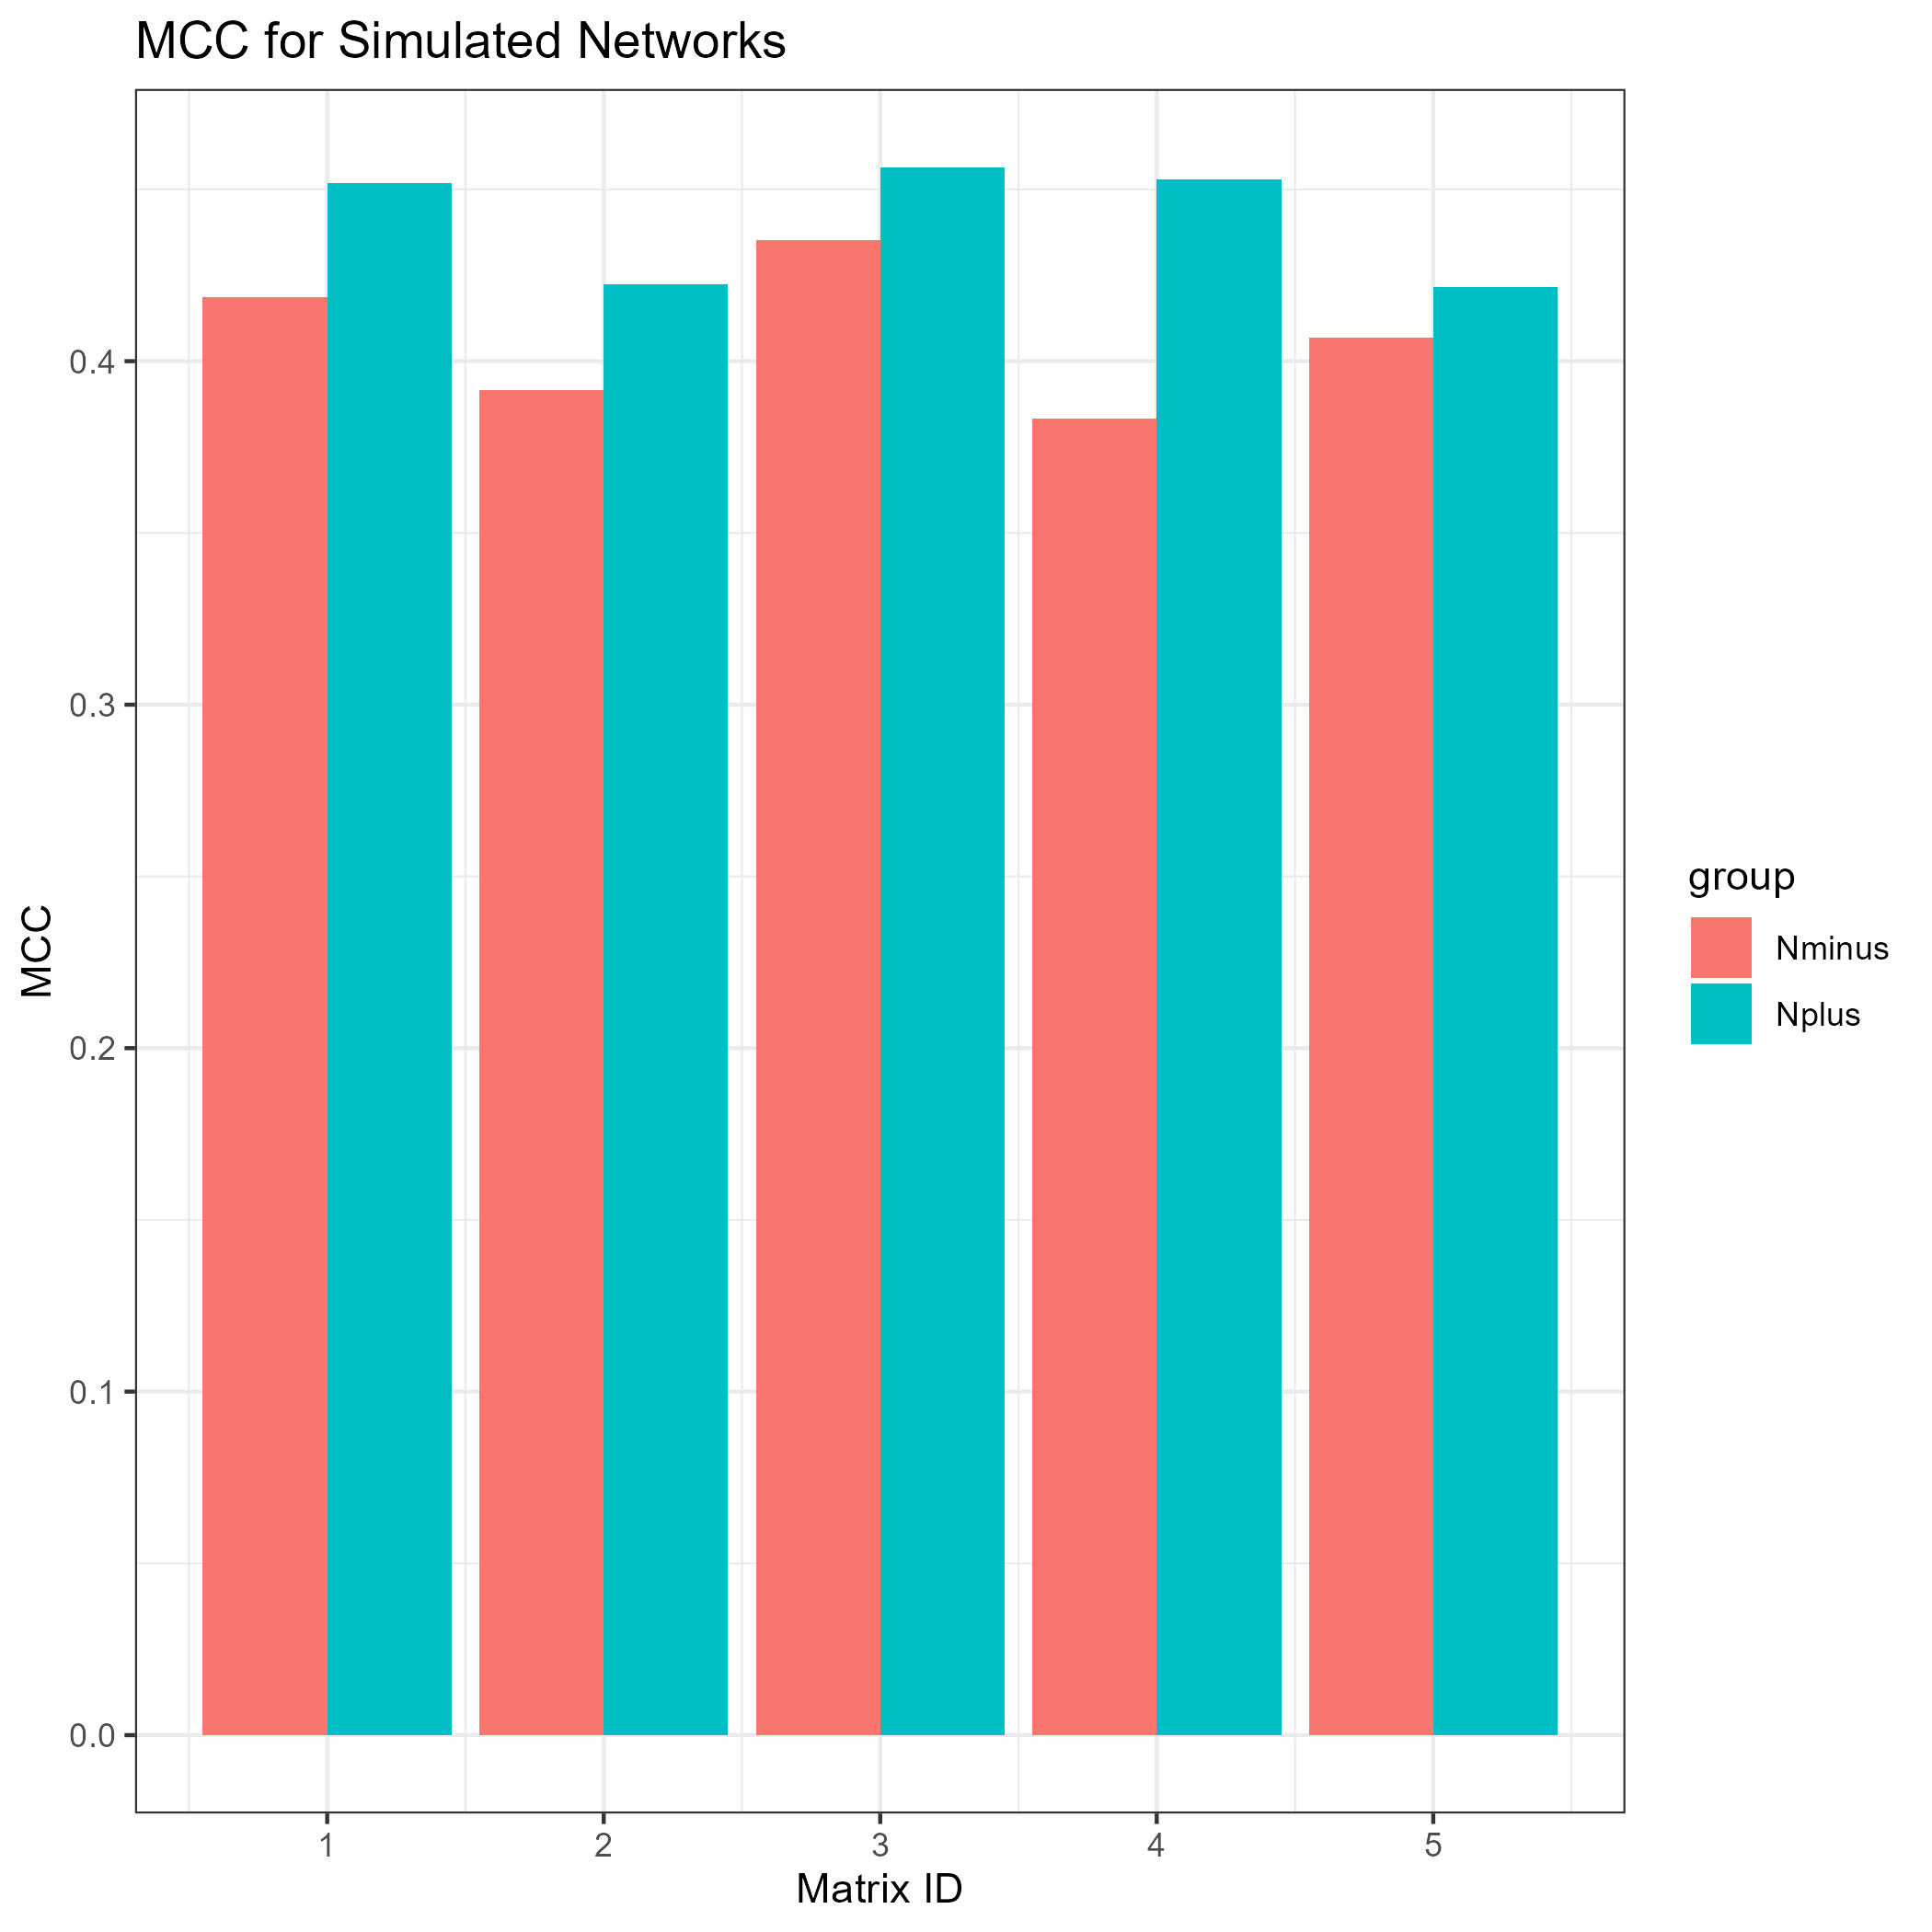 MCC for Simulated Networks
MCC
0.4
0.3
0.2
0.1
0.0
1 2 3 4 5
Matrix ID
group
Nminus
Nplus